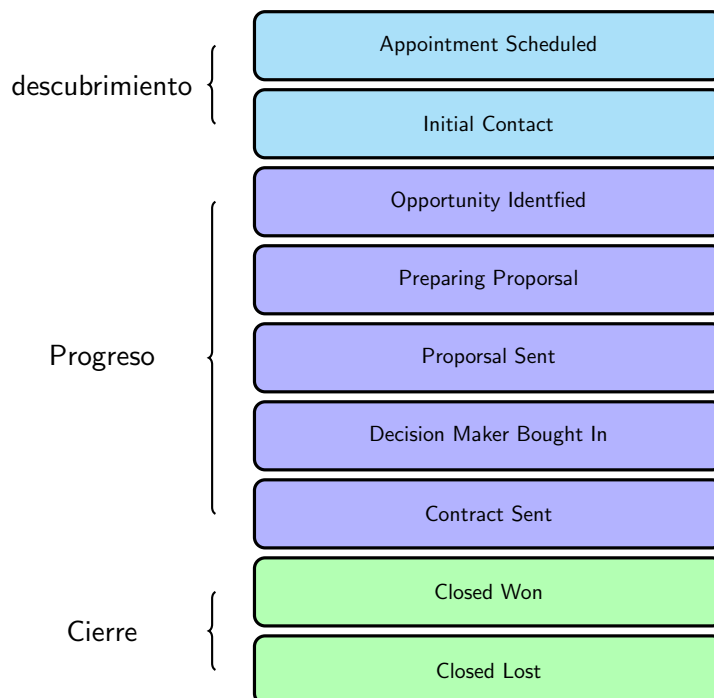 descubrimiento
Appointment Scheduled
Initial Contact
Progreso
Opportunity Identfied
Preparing Proporsal
Proporsal Sent
Decision Maker Bought In
Contract Sent
Cierre
Closed Won
Closed Lost